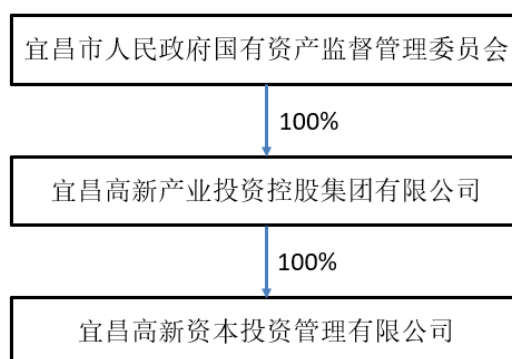 宜昌市人民政府国有资产监督管理委员会
100%
宜昌高新产业投资控股集团有限公司
100%
宜昌高新资本投资管理有限公司